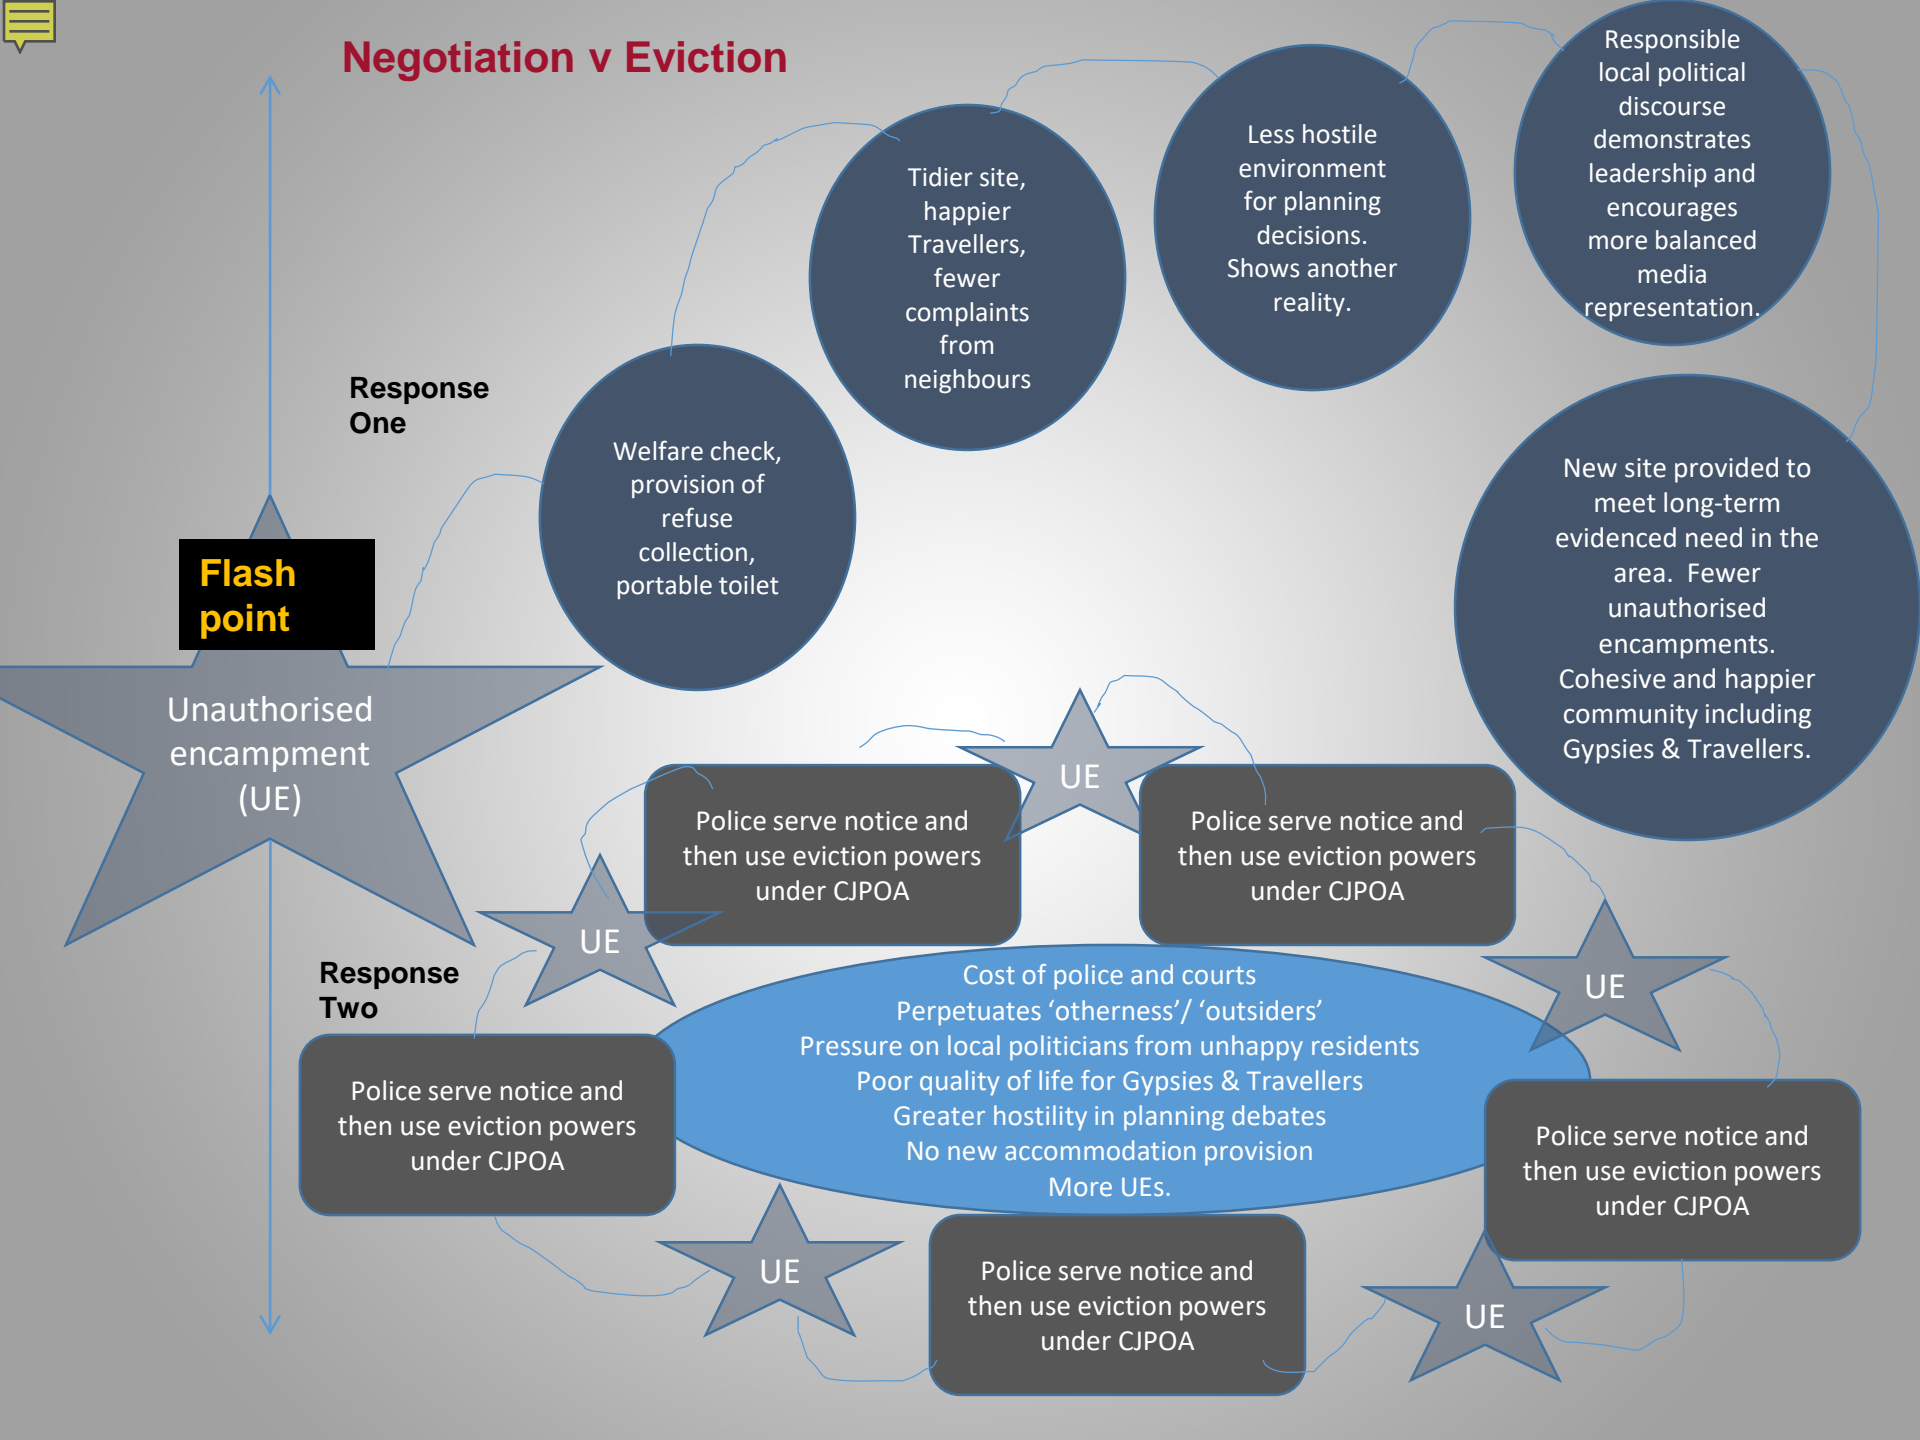 Negotiation v Eviction
Response
One
Flash
point
Unauthorised
encampment
(UE)
Welfare check,
provision of
refuse
collection,
portable toilet
Tidier site,
happier
Travellers,
fewer
complaints
from
neighbours
Less hostile
environment
for planning
decisions.
Shows another
reality.
Responsible
local political
discourse
demonstrates
leadership and
encourages
more balanced
media
representation.
New site provided to
meet long-term
evidenced need in the
area.  Fewer
unauthorised
encampments.
Cohesive and happier
community including
Gypsies & Travellers.
Response
Two
UE
Police serve notice and
then use eviction powers
under CJPOA
UE
Police serve notice and
then use eviction powers
under CJPOA
UE
Police serve notice and
then use eviction powers
under CJPOA
UE
Police serve notice and
then use eviction powers
under CJPOA
UE
Police serve notice and
then use eviction powers
under CJPOA
Cost of police and courts
Perpetuates ‘otherness’/ ‘outsiders’
Pressure on local politicians from unhappy residents
Poor quality of life for Gypsies & Travellers
Greater hostility in planning debates
No new accommodation provision
More UEs.